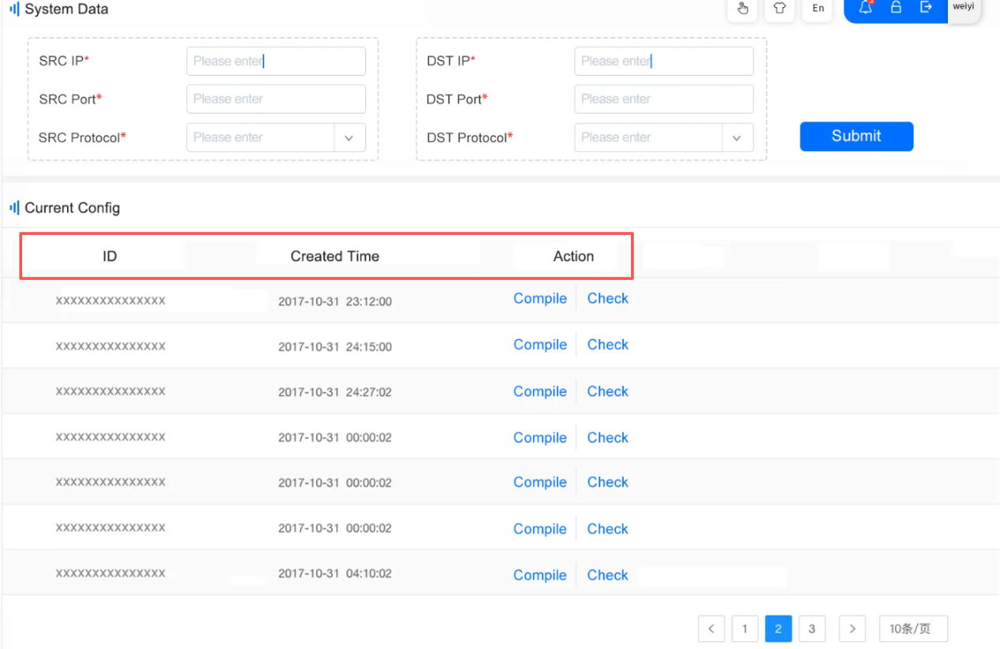 System Data
En
3
weiyi
SRC IP* Please enter DST IP* Please enter
SRC Port* Please enter DST Port* Please enter
SRC Protocol* Please enter DST Protocol* Please enter
Submit
Current Config
ID Created Time Action
XXXXXXXXXXXXXXX 2017-10-31 23:12:00 Compile Check
XXXXXXXXXXXXXXX 2017-10-31 24:15:00 Compile Check
XXXXXXXXXXXXXXX 2017-10-31 24:27:02 Compile Check
XXXXXXXXXXXXXXX 2017-10-31 00:00:02 Compile Check
XXXXXXXXXXXXXXX 2017-10-31 00:00:02 Compile Check
XXXXXXXXXXXXXXX 2017-10-31 00:00:02 Compile Check
XXXXXXXXXXXXXXX 2017-10-31 04:10:02 Compile Check
< 1 2 3 > 10条/页